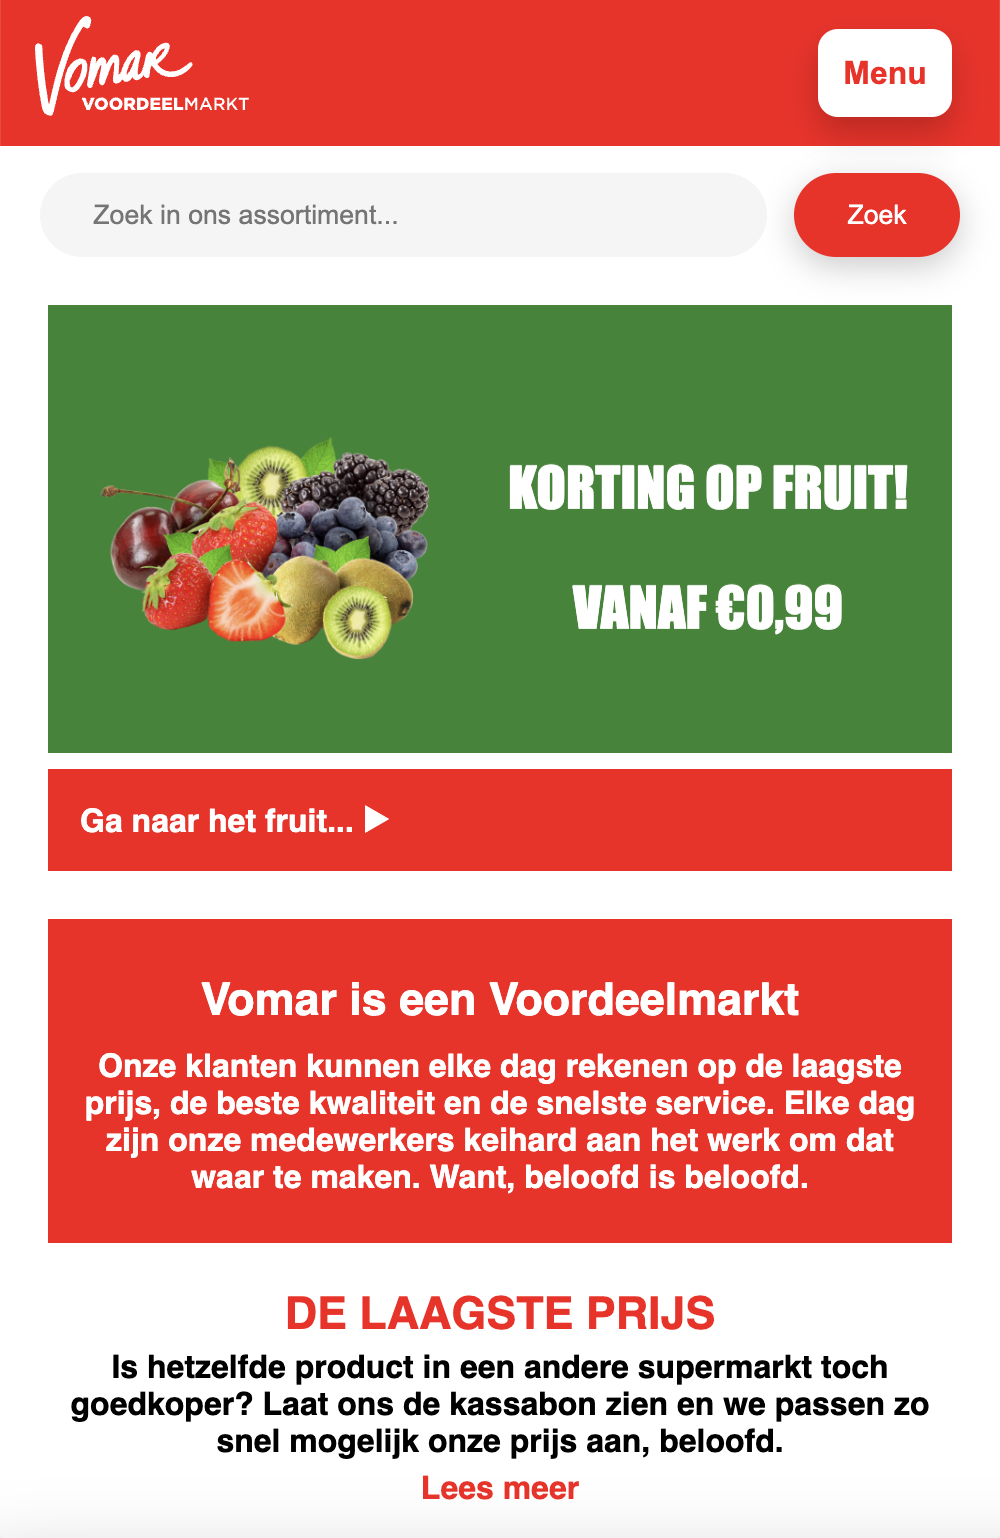 Vomar
VOORDEELMARKT
Menu
Zoek in ons assortiment...
Zoek
KORTING OP FRUIT!
VANAF €0,99
Ga naar het fruit... ▶
Vomar is een Voordeelmarkt
Onze klanten kunnen elke dag rekenen op de laagste
prijs, de beste kwaliteit en de snelste service. Elke dag
zijn onze medewerkers keihard aan het werk om dat
waar te maken. Want, beloofd is beloofd.
DE LAAGSTE PRIJS
Is hetzelfde product in een andere supermarkt toch
goedkoper? Laat ons de kassabon zien en we passen zo
snel mogelijk onze prijs aan, beloofd.
Lees meer